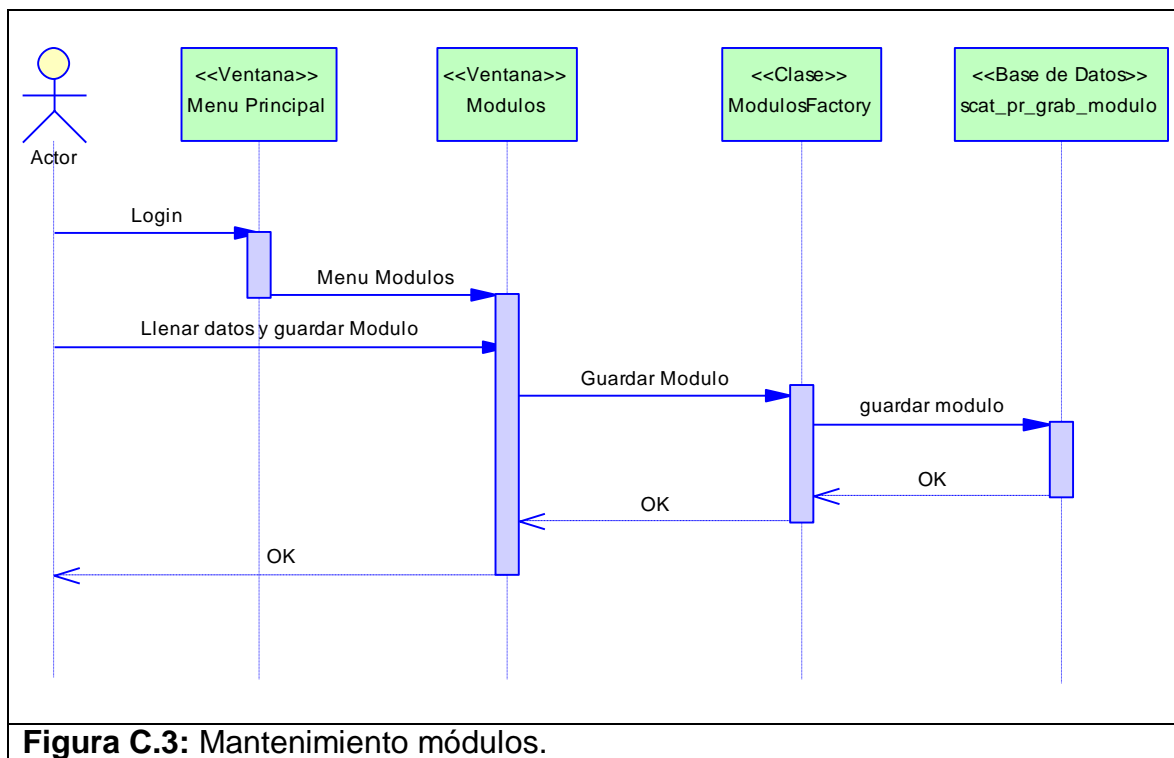 <<Ventana>>
Menu Principal
<<Ventana>>
Modulos
<<Clase>>
ModulosFactory
<<Base de Datos>>
scat_pr_grab_modulo
Actor
Login
Menu Modulos
Llenar datos y guardar Modulo
Guardar Modulo
guardar modulo
OK
OK
OK
Figura C.3: Mantenimiento módulos.